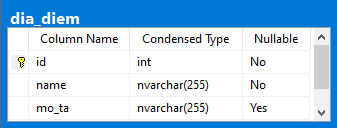 dia_diem
Column Name Condensed Type Nullable
id int No
name nvarchar(255) No
mo_ta nvarchar(255) Yes